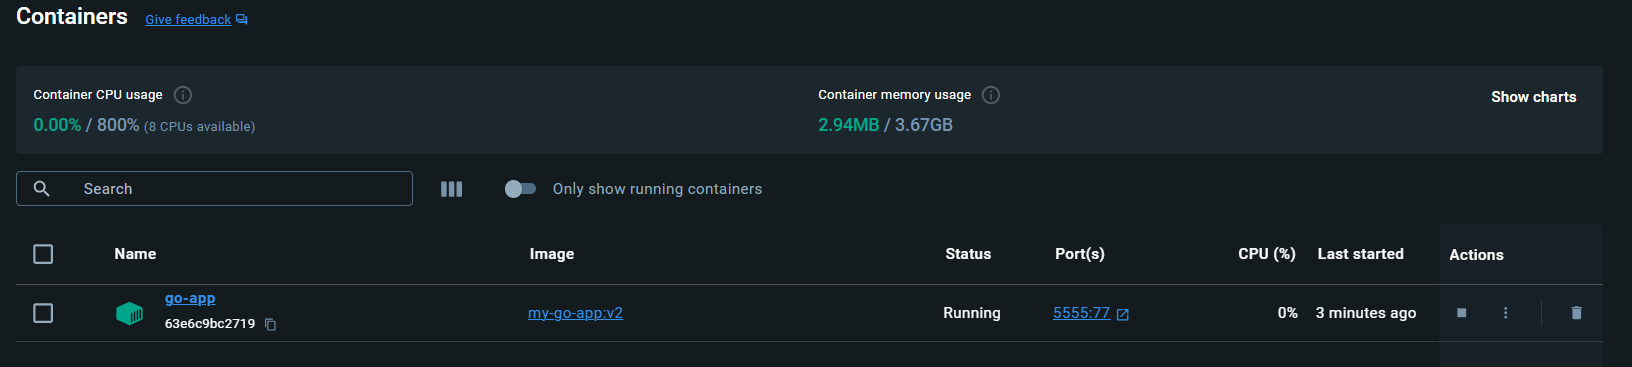 Containers Give feedback
Container CPU usage
0.00% / 800% (8 CPUs available)
Container memory usage
2.94MB / 3.67GB
Show charts
Search
Only show running containers
Name Image Status Port(s) CPU (%) Last started Actions
go-app
63e6c9bc2719
my-go-app:v2 Running 5555:77 0% 3 minutes ago